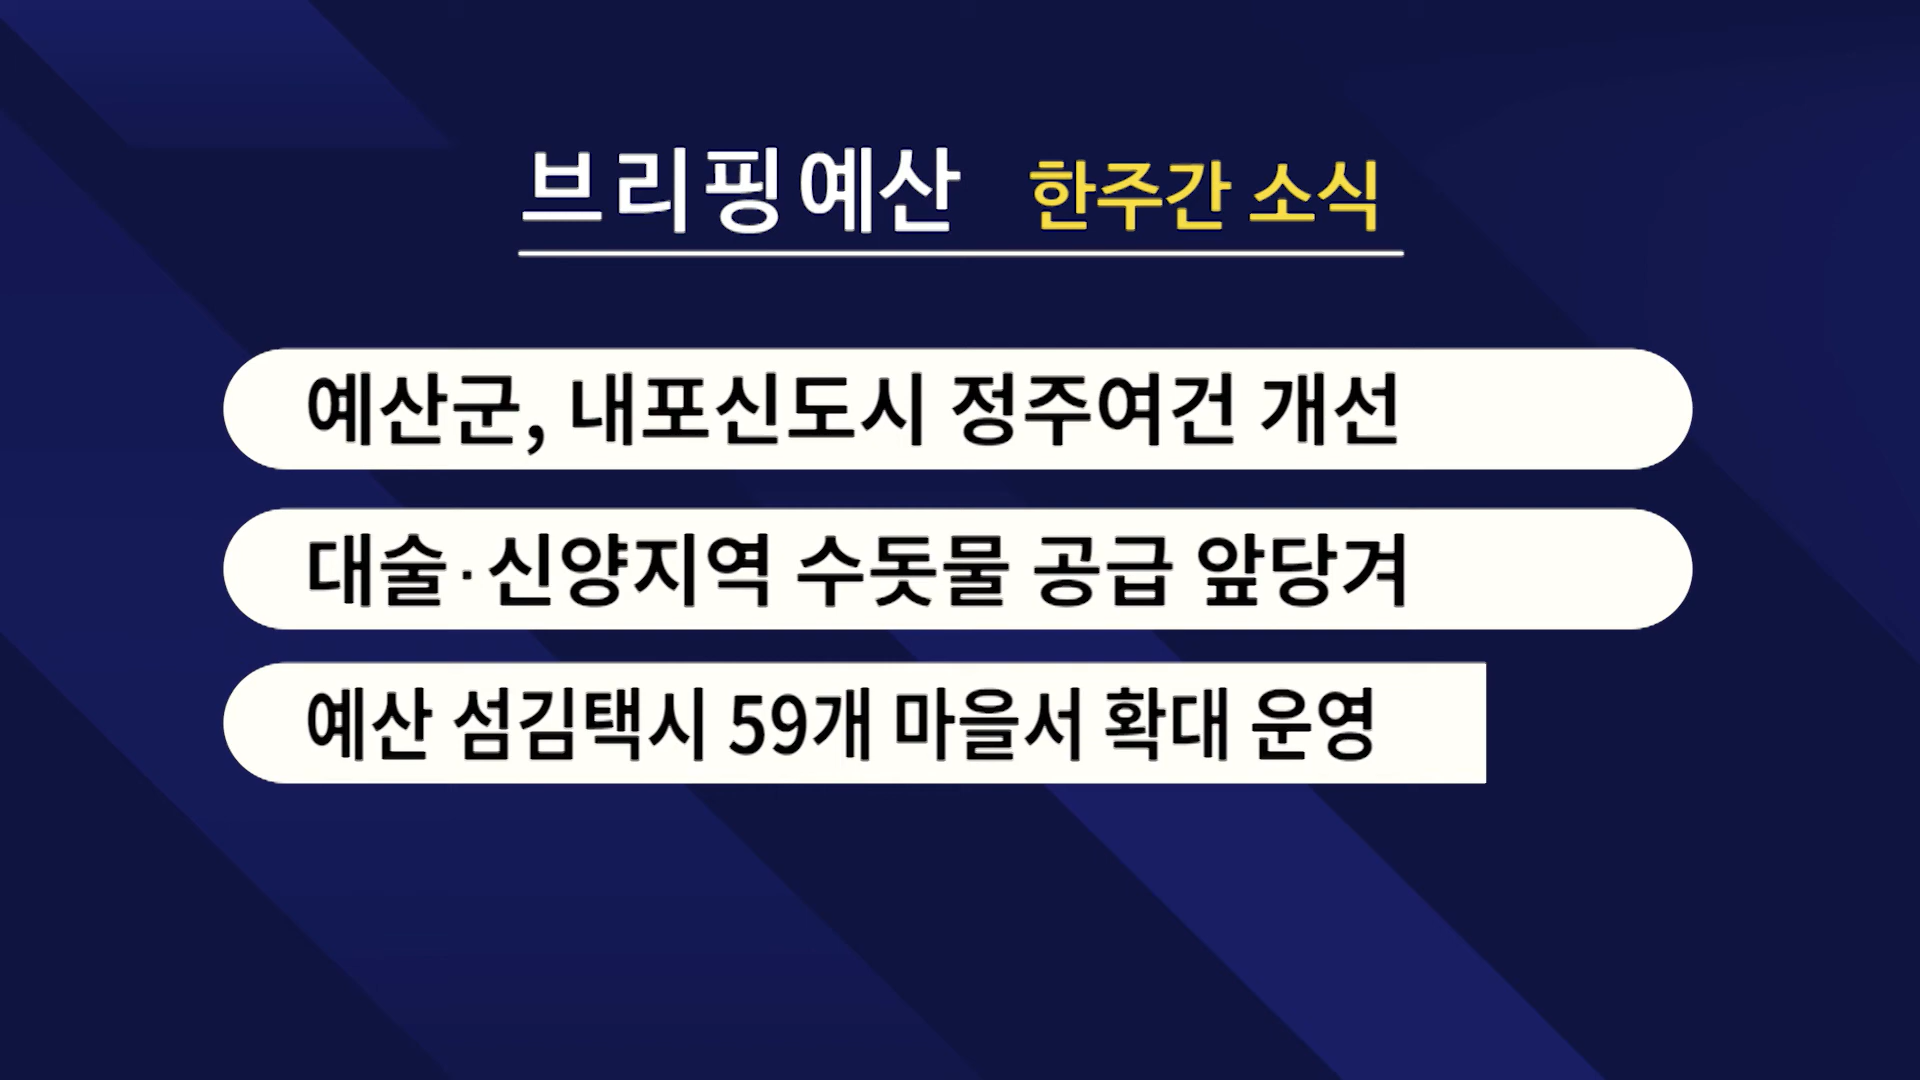 브리핑예산 한주간 소식
예산군, 내포신도시 정주여건 개선
대술·신양지역 수돗물 공급 앞당겨
예산 섬김택시 59개 마을서 확대 운영